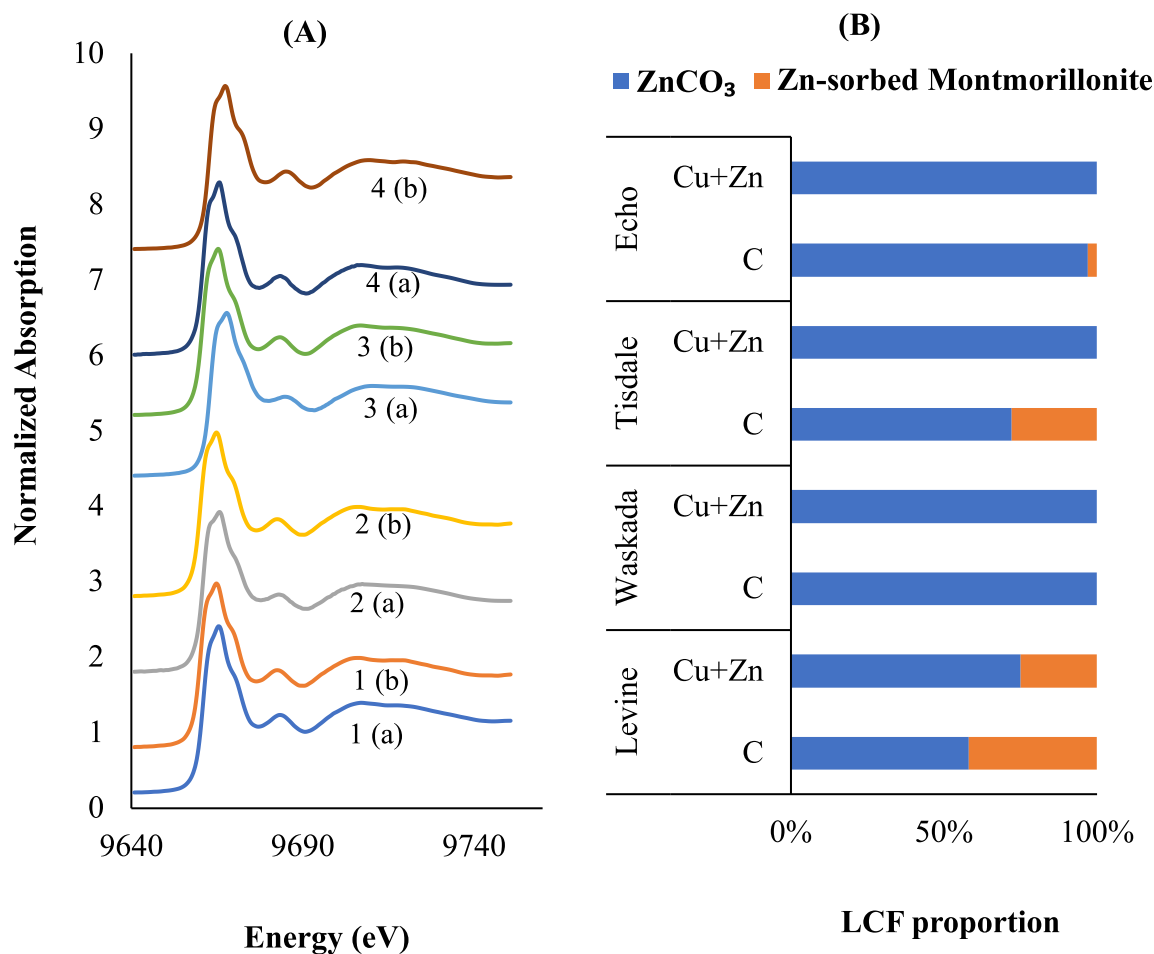 (A)
10
9
8
7
6
5
4
3
2
1
0
Normalized Absorption
4 (b)
4 (a)
3 (b)
3 (a)
2 (b)
2 (a)
1 (b)
1 (a)
9640 9690 9740
Energy (eV)
(B)
ZnCO₃ Zn-sorbed Montmorillonite
Echo
Cu+Zn
C
Tisdale
Cu+Zn
C
Waskada
Cu+Zn
C
Levine
Cu+Zn
C
0% 50% 100%
LCF proportion